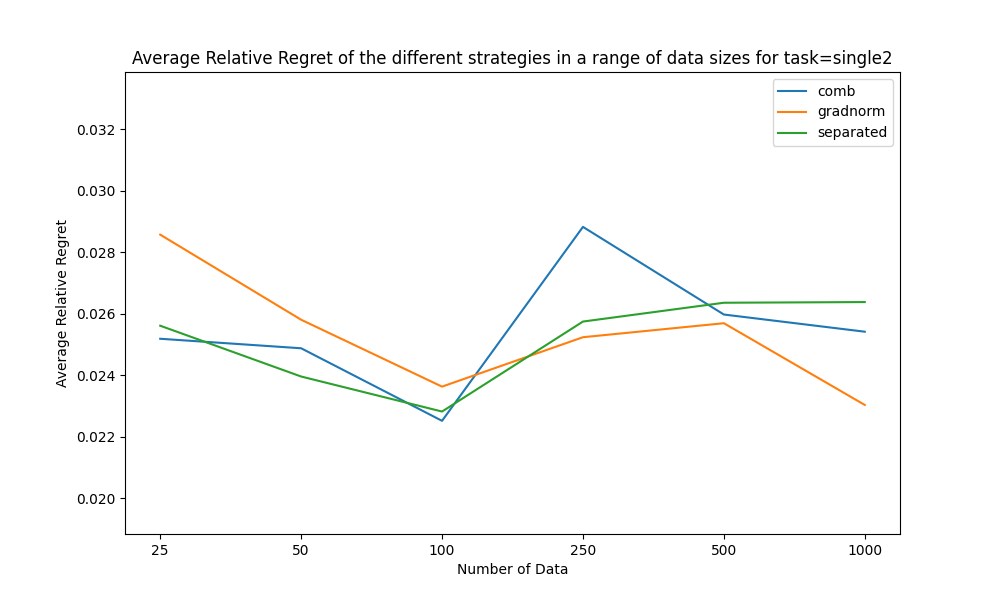 Average Relative Regret of the different strategies in a range of data sizes for task=single2
comb
gradnorm
separated
Average Relative Regret
0.032
0.030
0.028
0.026
0.024
0.022
0.020
25 50 100 250 500 1000
Number of Data